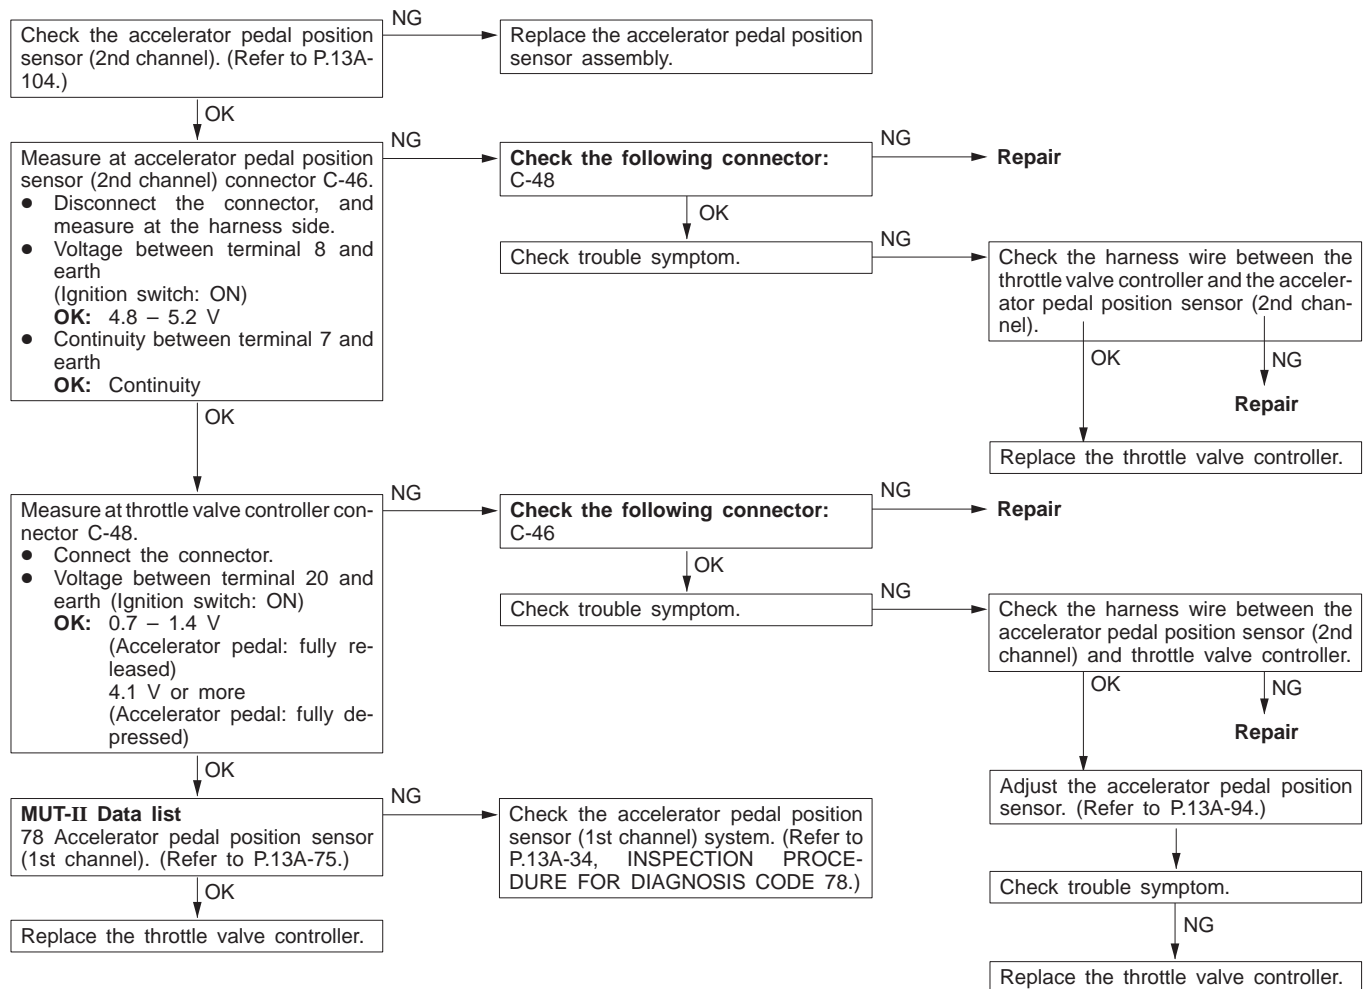 Check the accelerator pedal position
sensor (2nd channel). (Refer to P.13A-
104.)
NG
Replace the accelerator pedal position
sensor assembly.
OK
Measure at accelerator pedal position
sensor (2nd channel) connector C-46.
● Disconnect the connector, and
measure at the harness side.
● Voltage between terminal 8 and
earth
(Ignition switch: ON)
OK: 4.8 – 5.2 V
● Continuity between terminal 7 and
earth
OK: Continuity
NG
Check the following connector:
C-48
NG
Repair
OK
Check trouble symptom.
NG
Check the harness wire between the
throttle valve controller and the acceler-
ator pedal position sensor (2nd chan-
nel).
OK
NG
Repair
Replace the throttle valve controller.
OK
Measure at throttle valve controller con-
nector C-48.
● Connect the connector.
● Voltage between terminal 20 and
earth (Ignition switch: ON)
OK: 0.7 – 1.4 V
(Accelerator pedal: fully re-
leased)
4.1 V or more
(Accelerator pedal: fully de-
pressed)
NG
Check the following connector:
C-46
NG
Repair
OK
Check trouble symptom.
NG
Check the harness wire between the
accelerator pedal position sensor (2nd
channel) and throttle valve controller.
OK
NG
Repair
Adjust the accelerator pedal position
sensor. (Refer to P.13A-94.)
Check trouble symptom.
NG
Replace the throttle valve controller.
OK
MUT-II Data list
78 Accelerator pedal position sensor
(1st channel). (Refer to P.13A-75.)
NG
Check the accelerator pedal position
sensor (1st channel) system. (Refer to
P.13A-34, INSPECTION PROCE-
DURE FOR DIAGNOSIS CODE 78.)
OK
Replace the throttle valve controller.